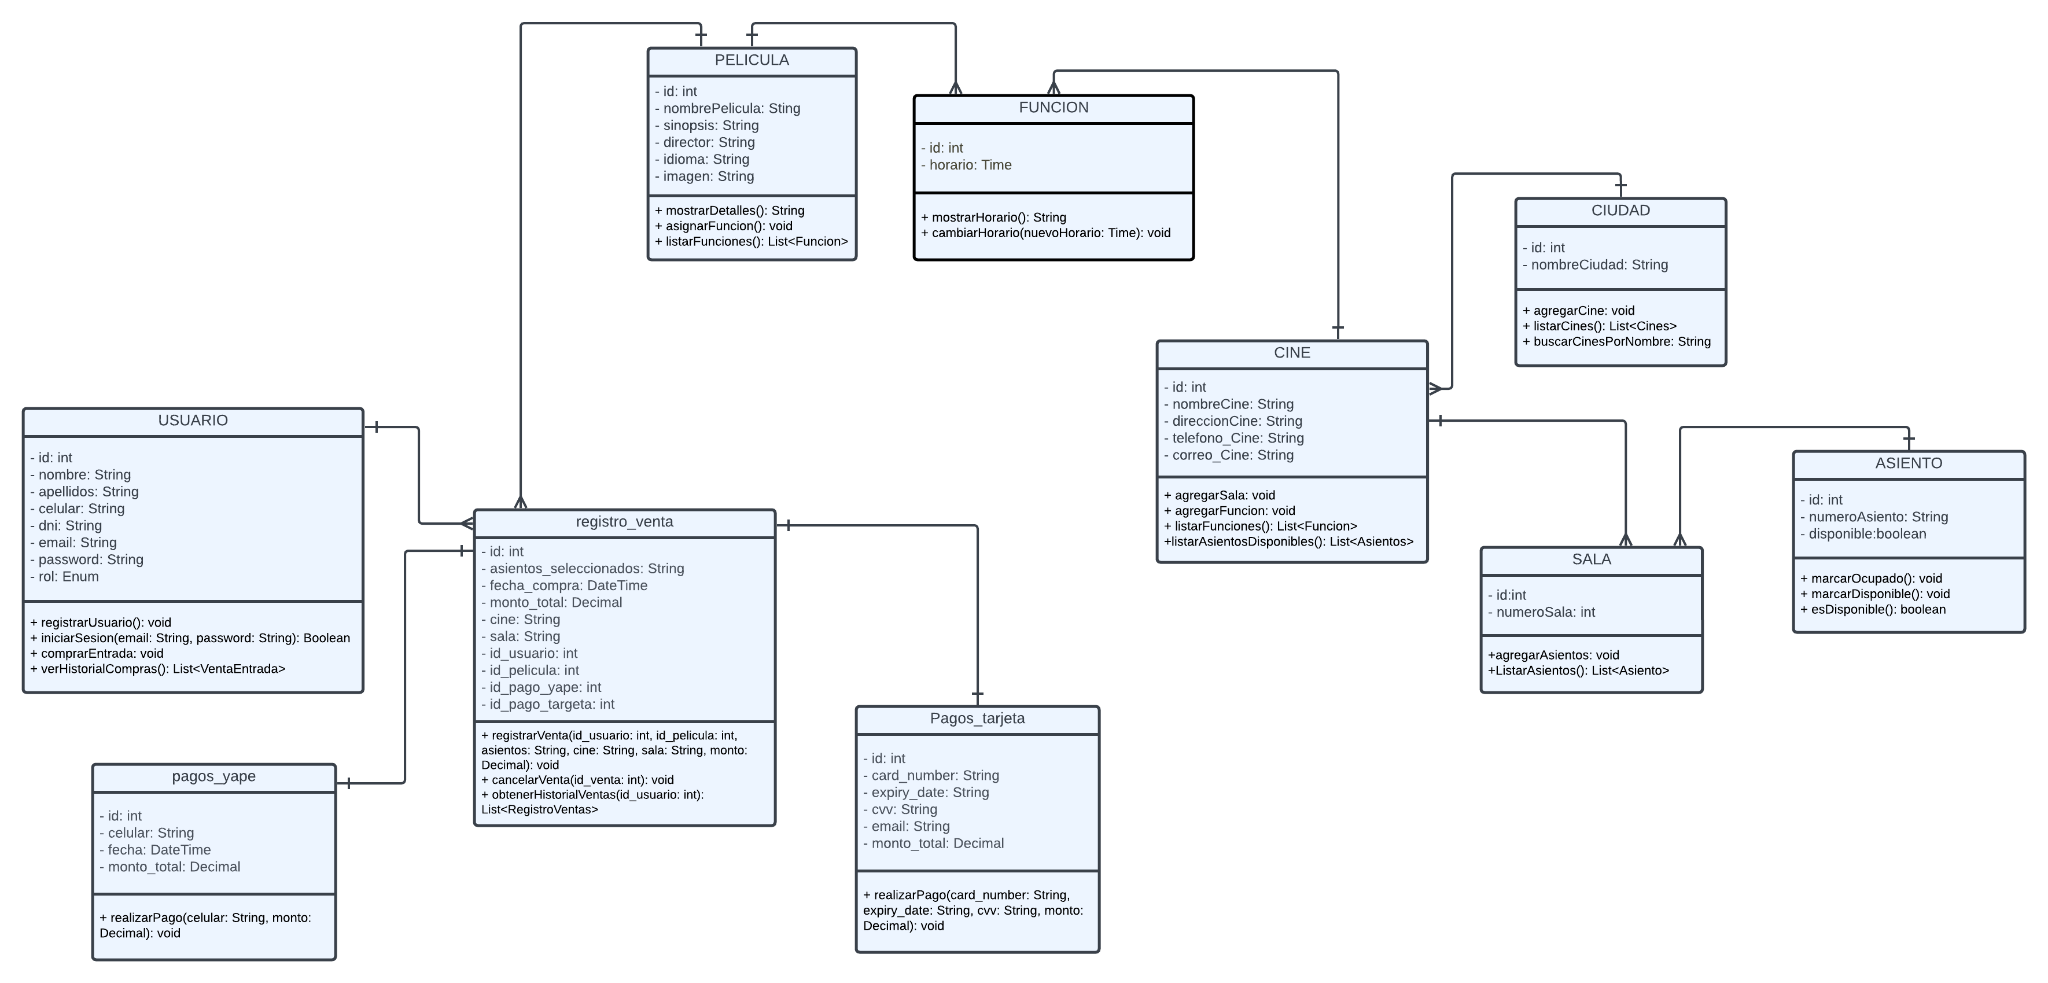 PELICULA
- id: int
- nombrePelicula: Sting
- sinopsis: String
- director: String
- idioma: String
- imagen: String
+ mostrarDetalles(): String
+ asignarFuncion(): void
+ listarFunciones(): List<Funcion>
FUNCION
- id: int
- horario: Time
+ mostrarHorario(): String
+ cambiarHorario(nuevoHorario: Time): void
CIUDAD
- id: int
- nombreCiudad: String
+ agregarCine: void
+ listarCines(): List<Cines>
+ buscarCinesPorNombre: String
CINE
- id: int
- nombreCine: String
- direccionCine: String
- telefono_Cine: String
- correo_Cine: String
+ agregarSala: void
+ agregarFuncion: void
+ listarFunciones(): List<Funcion>
+listarAsientosDisponibles(): List<Asientos>
USUARIO
- id: int
- nombre: String
- apellidos: String
- celular: String
- dni: String
- email: String
- password: String
- rol: Enum
+ registrarUsuario(): void
+ iniciarSesion(email: String, password: String): Boolean
+ comprarEntrada: void
+ verHistorialCompras(): List<VentaEntrada>
ASIENTO
- id: int
- numeroAsiento: String
- disponible:boolean
+ marcarOcupado(): void
+ marcarDisponible(): void
+ esDisponible(): boolean
registro_venta
- id: int
- asientos_seleccionados: String
- fecha_compra: DateTime
- monto_total: Decimal
- cine: String
- sala: String
- id_usuario: int
- id_pelicula: int
- id_pago_yape: int
- id_pago_targeta: int
+ registrarVenta(id_usuario: int, id_pelicula: int,
asientos: String, cine: String, sala: String, monto:
Decimal): void
+ cancelarVenta(id_venta: int): void
+ obtenerHistorialVentas(id_usuario: int):
List<RegistroVentas>
SALA
- id:int
- numeroSala: int
+agregarAsientos: void
+ListarAsientos(): List<Asiento>
Pagos_tarjeta
- id: int
- card_number: String
- expiry_date: String
- cvv: String
- email: String
- monto_total: Decimal
+ realizarPago(card_number: String,
expiry_date: String, cvv: String, monto:
Decimal): void
pagos_yape
- id: int
- celular: String
- fecha: DateTime
- monto_total: Decimal
+ realizarPago(celular: String, monto:
Decimal): void